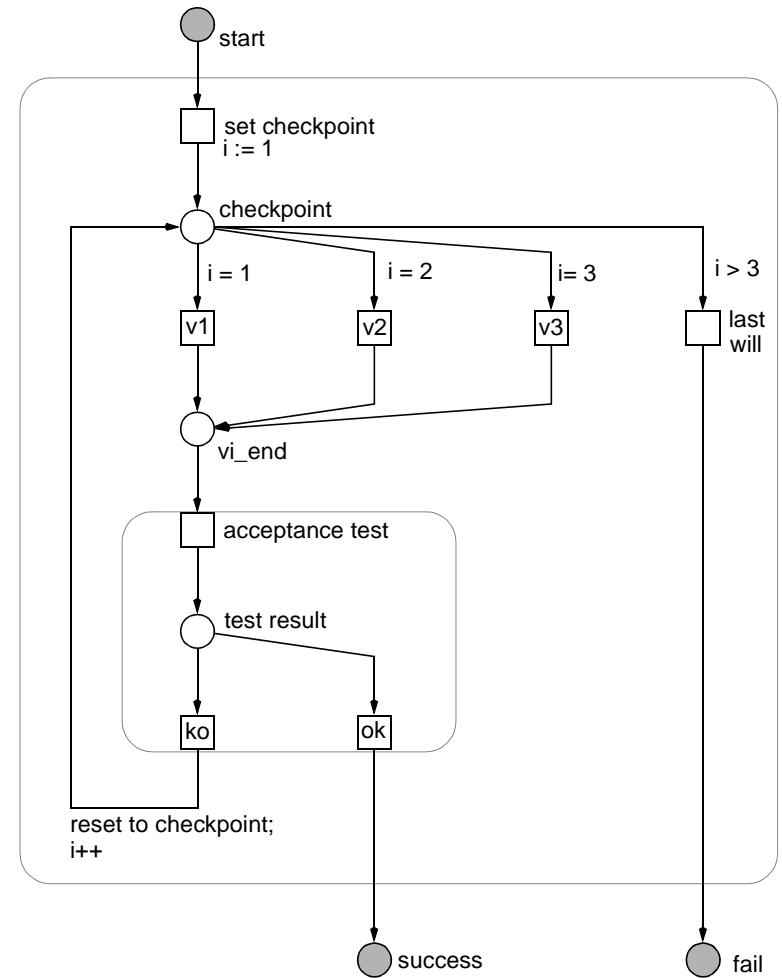 start
set checkpoint
i := 1
checkpoint
i = 1
i = 2
i= 3
i > 3
v1
v2
v3
last
will
vi_end
acceptance test
test result
ko
ok
reset to checkpoint;
i++
success
fail